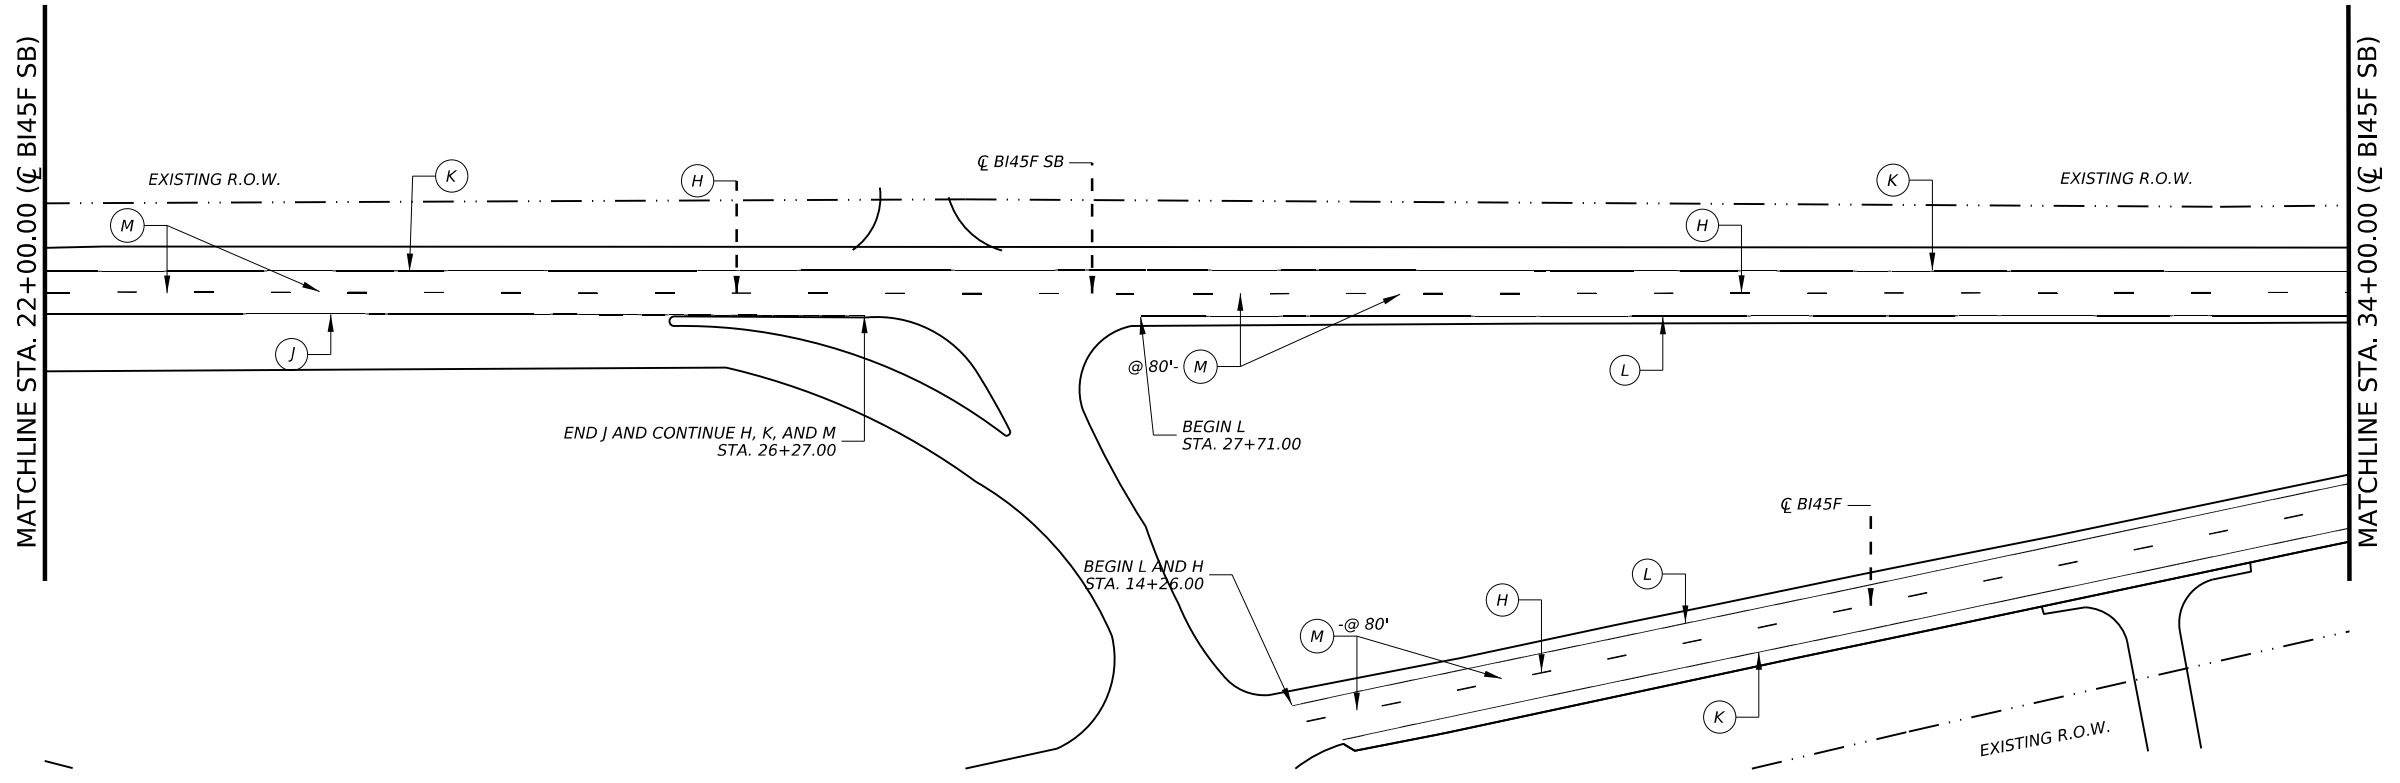 MATCHLINE STA. 22+00.00 (℄ BI45F SB)
EXISTING R.O.W.
M
K
H
℄ BI45F SB
H
K
EXISTING R.O.W.
J
@ 80'-
M
L
END J AND CONTINUE H, K, AND M
STA. 26+27.00
BEGIN L
STA. 27+71.00
℄ BI45F
BEGIN L AND H
STA. 14+26.00
M
-@ 80'
H
L
K
EXISTING R.O.W.
MATCHLINE STA. 34+00.00 (℄ BI45F SB)